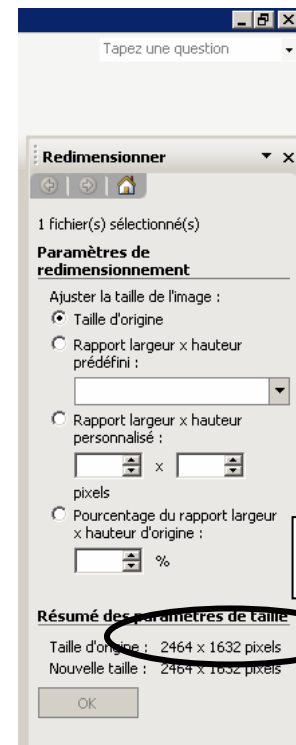 Tapez une question
Redimensionner
1 fichier(s) sélectionné(s)
Paramètres de
redimensionnement
Ajuster la taille de l'image :
Taille d'origine
Rapport largeur x hauteur
prédéfini :
Rapport largeur x hauteur
personnalisé :
x
pixels
Pourcentage du rapport largeur
x hauteur d'origine :
%
Résumé des paramètres de taille
Taille d'origine : 2464 x 1632 pixels
Nouvelle taille : 2464 x 1632 pixels
OK